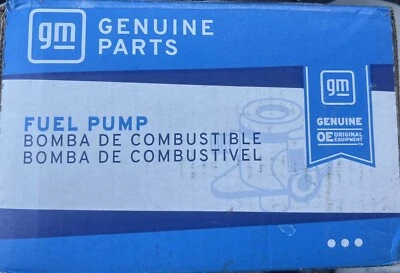 gm
GENUINE
PARTS
FUEL PUMP
BOMBA DE COMBUSTIBLE
BOMBA DE COMBUSTIVEL
gm
GENUINE
OE ORIGINAL
EQUIPMENT